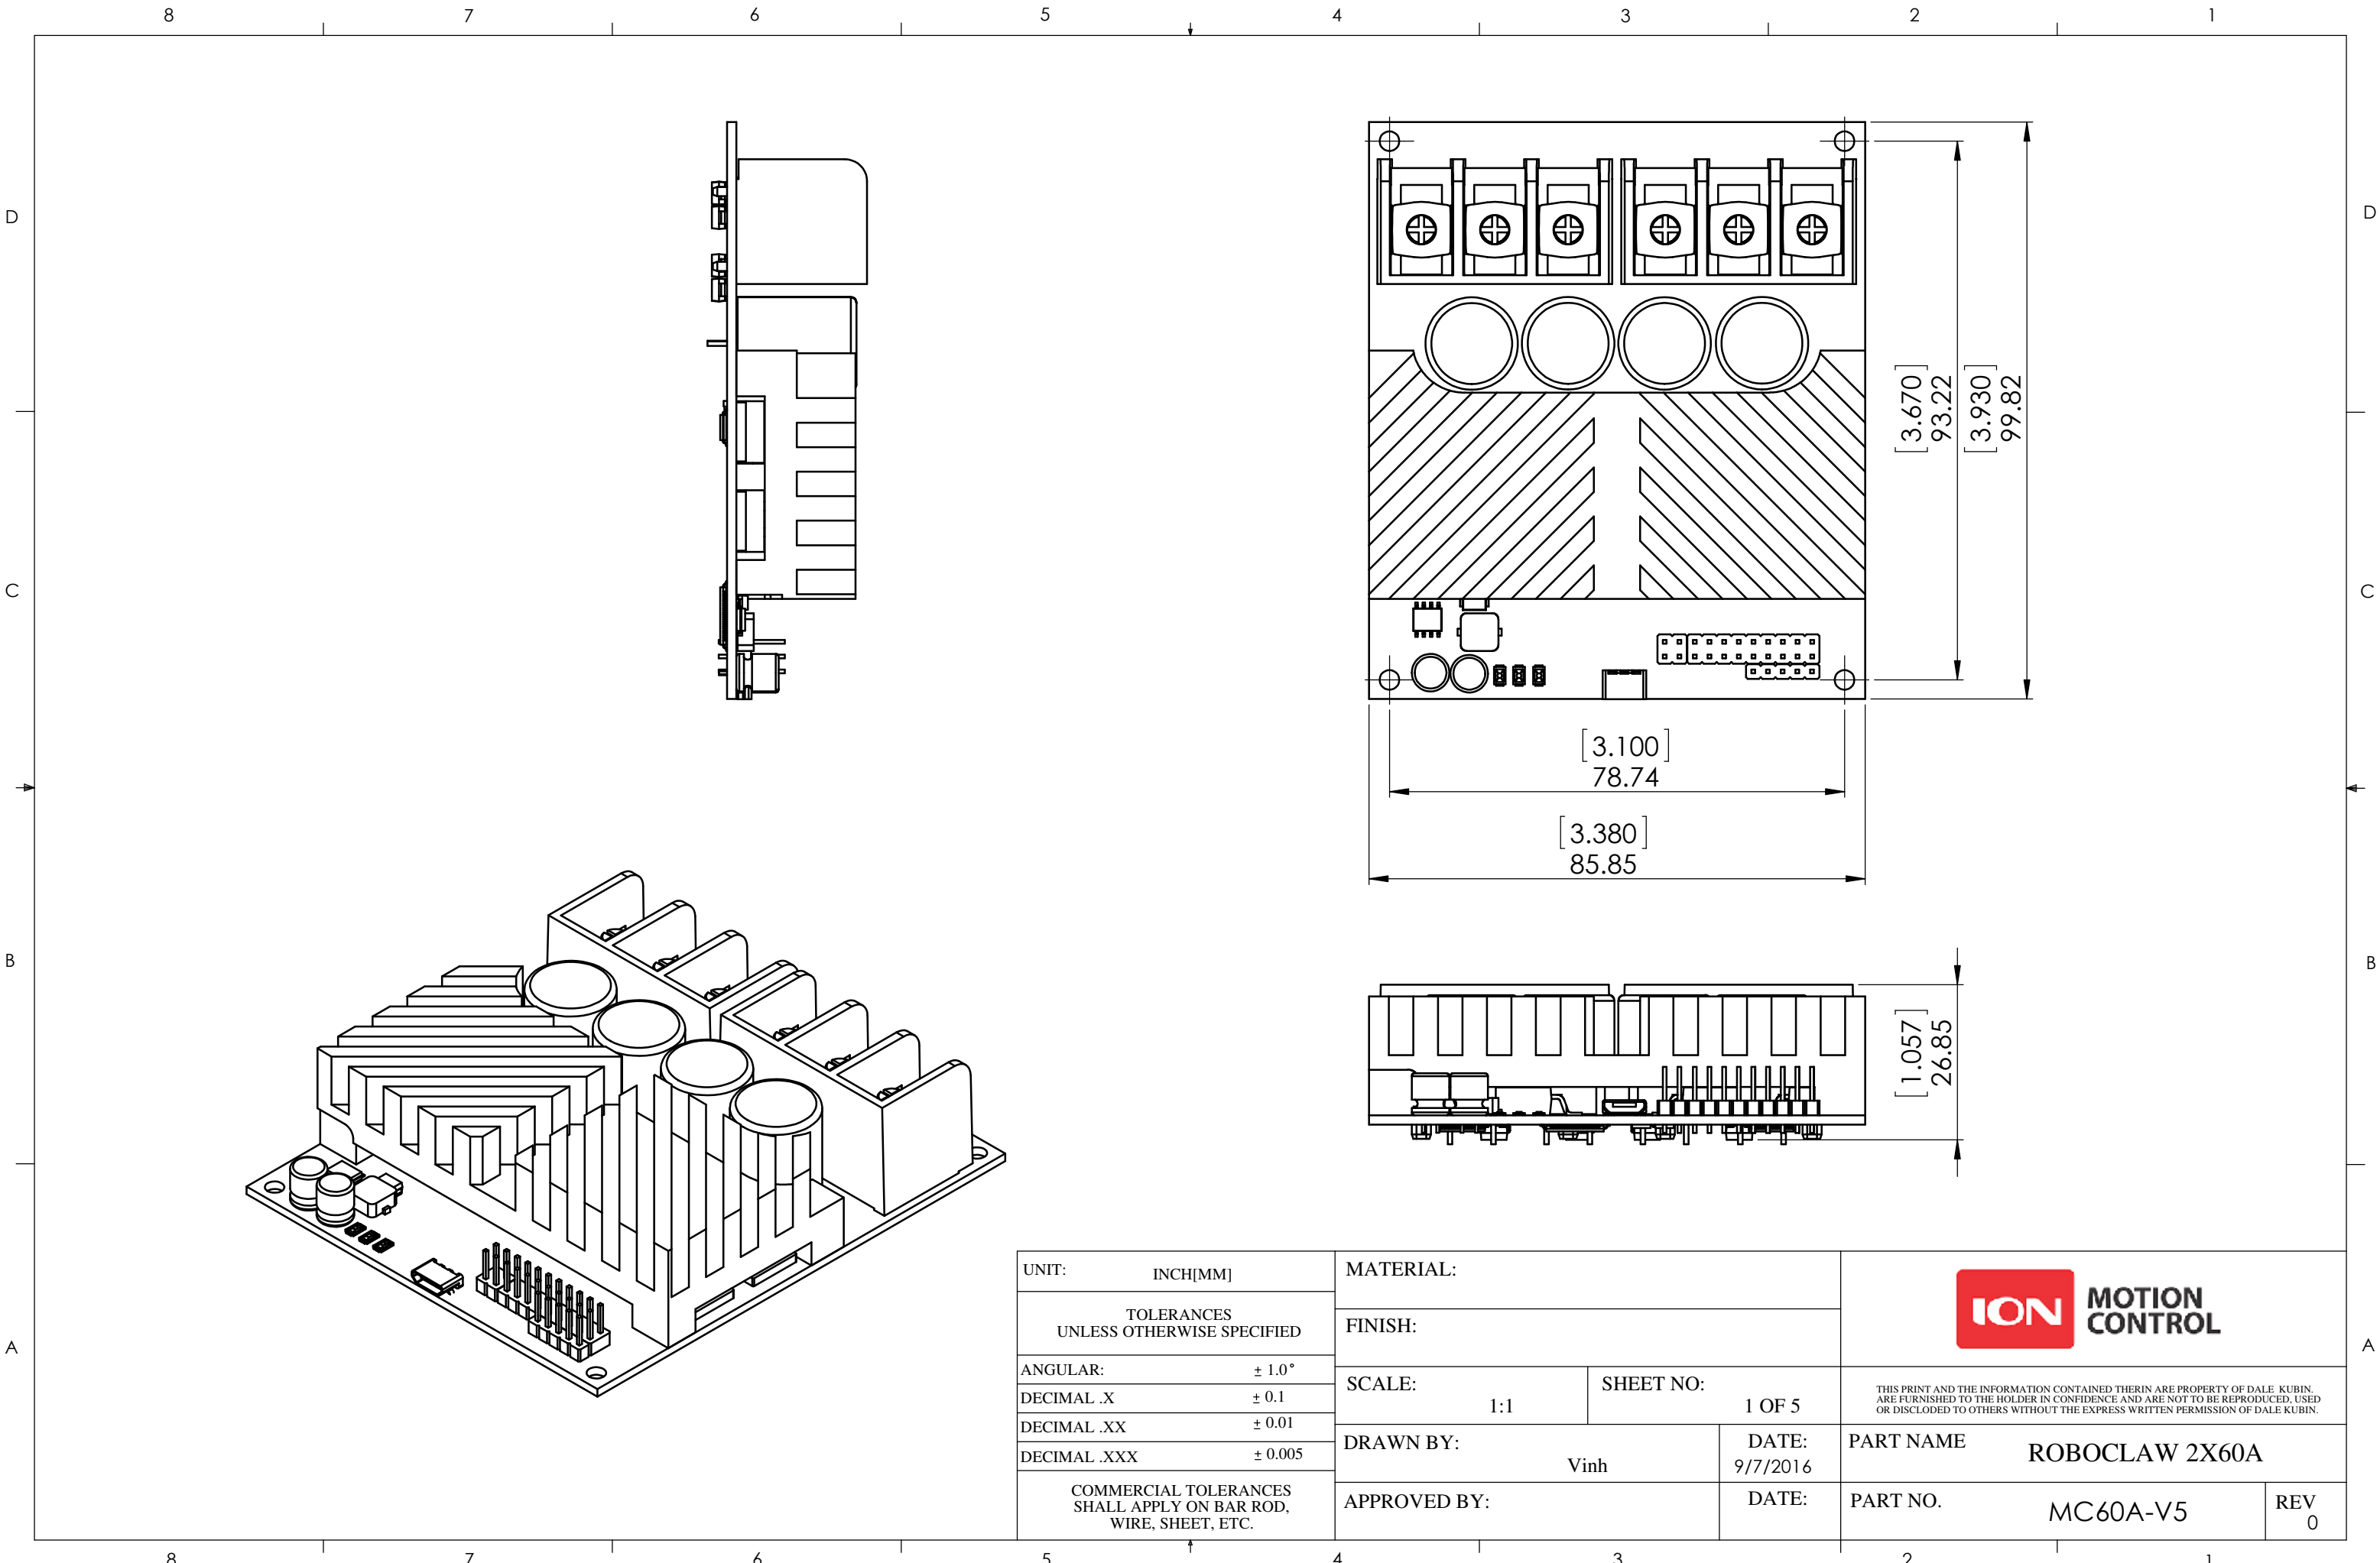 8 7 6 5 4 3 2 1
D D
C C
B B
A A
[3.670]
93.22
[3.930]
99.82
[3.100]
78.74
[3.380]
85.85
[1.057]
26.85
UNIT: INCH[MM]
TOLERANCES
UNLESS OTHERWISE SPECIFIED
ANGULAR: ± 1.0°
DECIMAL .X ± 0.1
DECIMAL .XX ± 0.01
DECIMAL .XXX ± 0.005
COMMERCIAL TOLERANCES
SHALL APPLY ON BAR ROD,
WIRE, SHEET, ETC.
MATERIAL:
FINISH:
SCALE:
1:1
SHEET NO:
1 OF 5
DRAWN BY:
Vinh
DATE:
9/7/2016
APPROVED BY:
DATE:
ION MOTION
CONTROL
THIS PRINT AND THE INFORMATION CONTAINED THERIN ARE PROPERTY OF DALE KUBIN.
ARE FURNISHED TO THE HOLDER IN CONFIDENCE AND ARE NOT TO BE REPRODUCED, USED
OR DISCLODED TO OTHERS WITHOUT THE EXPRESS WRITTEN PERMISSION OF DALE KUBIN.
PART NAME ROBOCLAW 2X60A
PART NO. MC60A-V5
REV
0
8 7 6 5 4 3 2 1